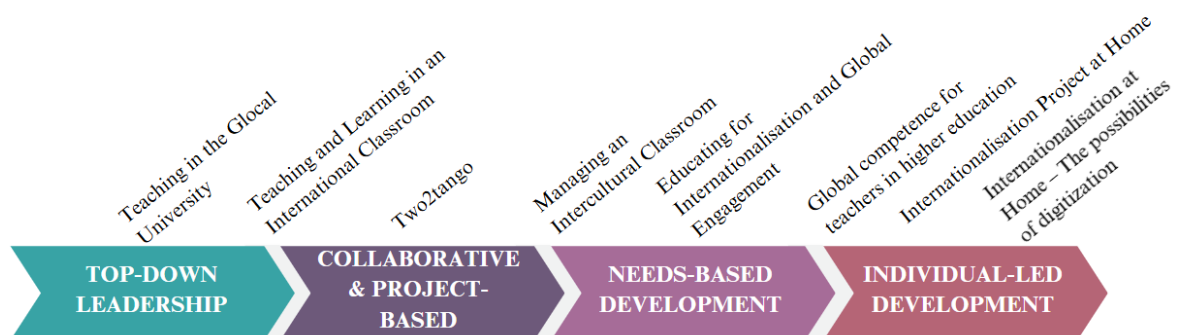 Teaching in the Glocal
University
Teaching and Learning in an
International Classroom
Two2tango
Managing an
Intercultural Classroom
Educating for
Internationalisation and Global
Engagement
Global competence for
teachers in higher education
Internationalisation Project at Home
Internationalisation at
Home – The possibilities
of digitization
TOP-DOWN
LEADERSHIP
COLLABORATIVE
& PROJECT-
BASED
NEEDS-BASED
DEVELOPMENT
INDIVIDUAL-LED
DEVELOPMENT